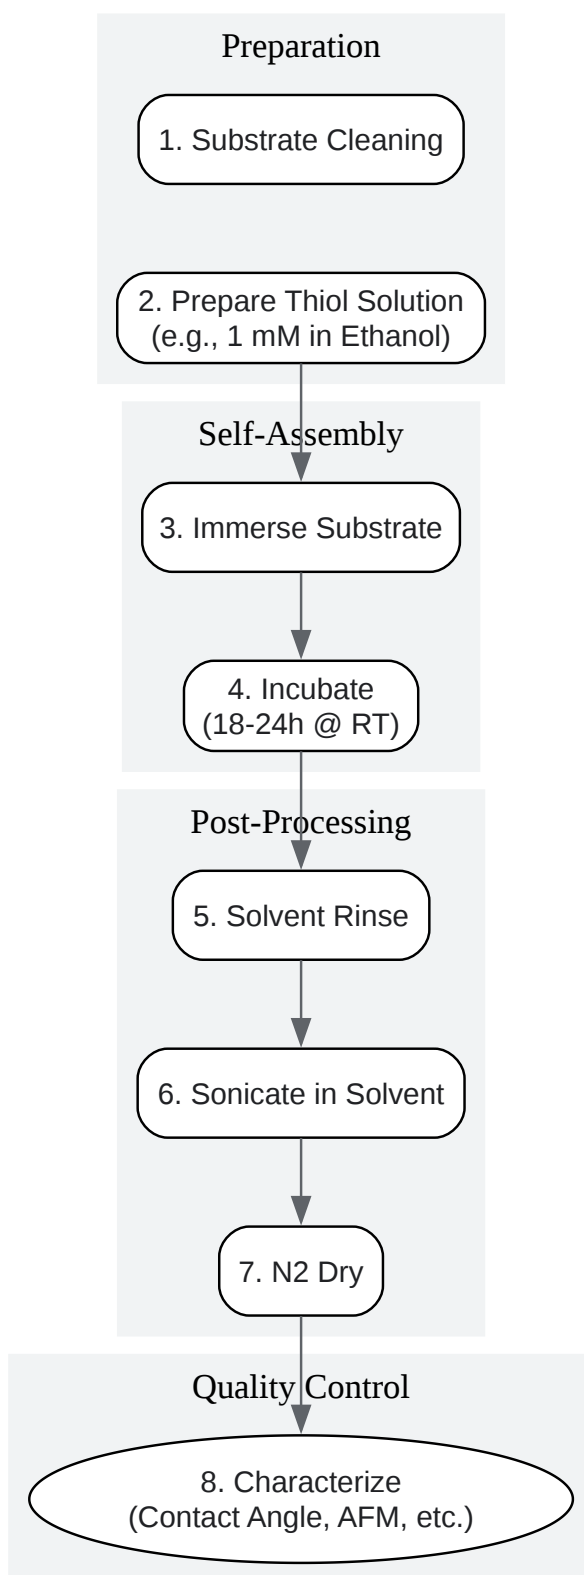 Preparation
1. Substrate Cleaning
2. Prepare Thiol Solution
(e.g., 1 mM in Ethanol)
Self-Assembly
3. Immerse Substrate
4. Incubate
(18-24h @ RT)
Post-Processing
5. Solvent Rinse
6. Sonicate in Solvent
7. N2 Dry
Quality Control
8. Characterize
(Contact Angle, AFM, etc.)